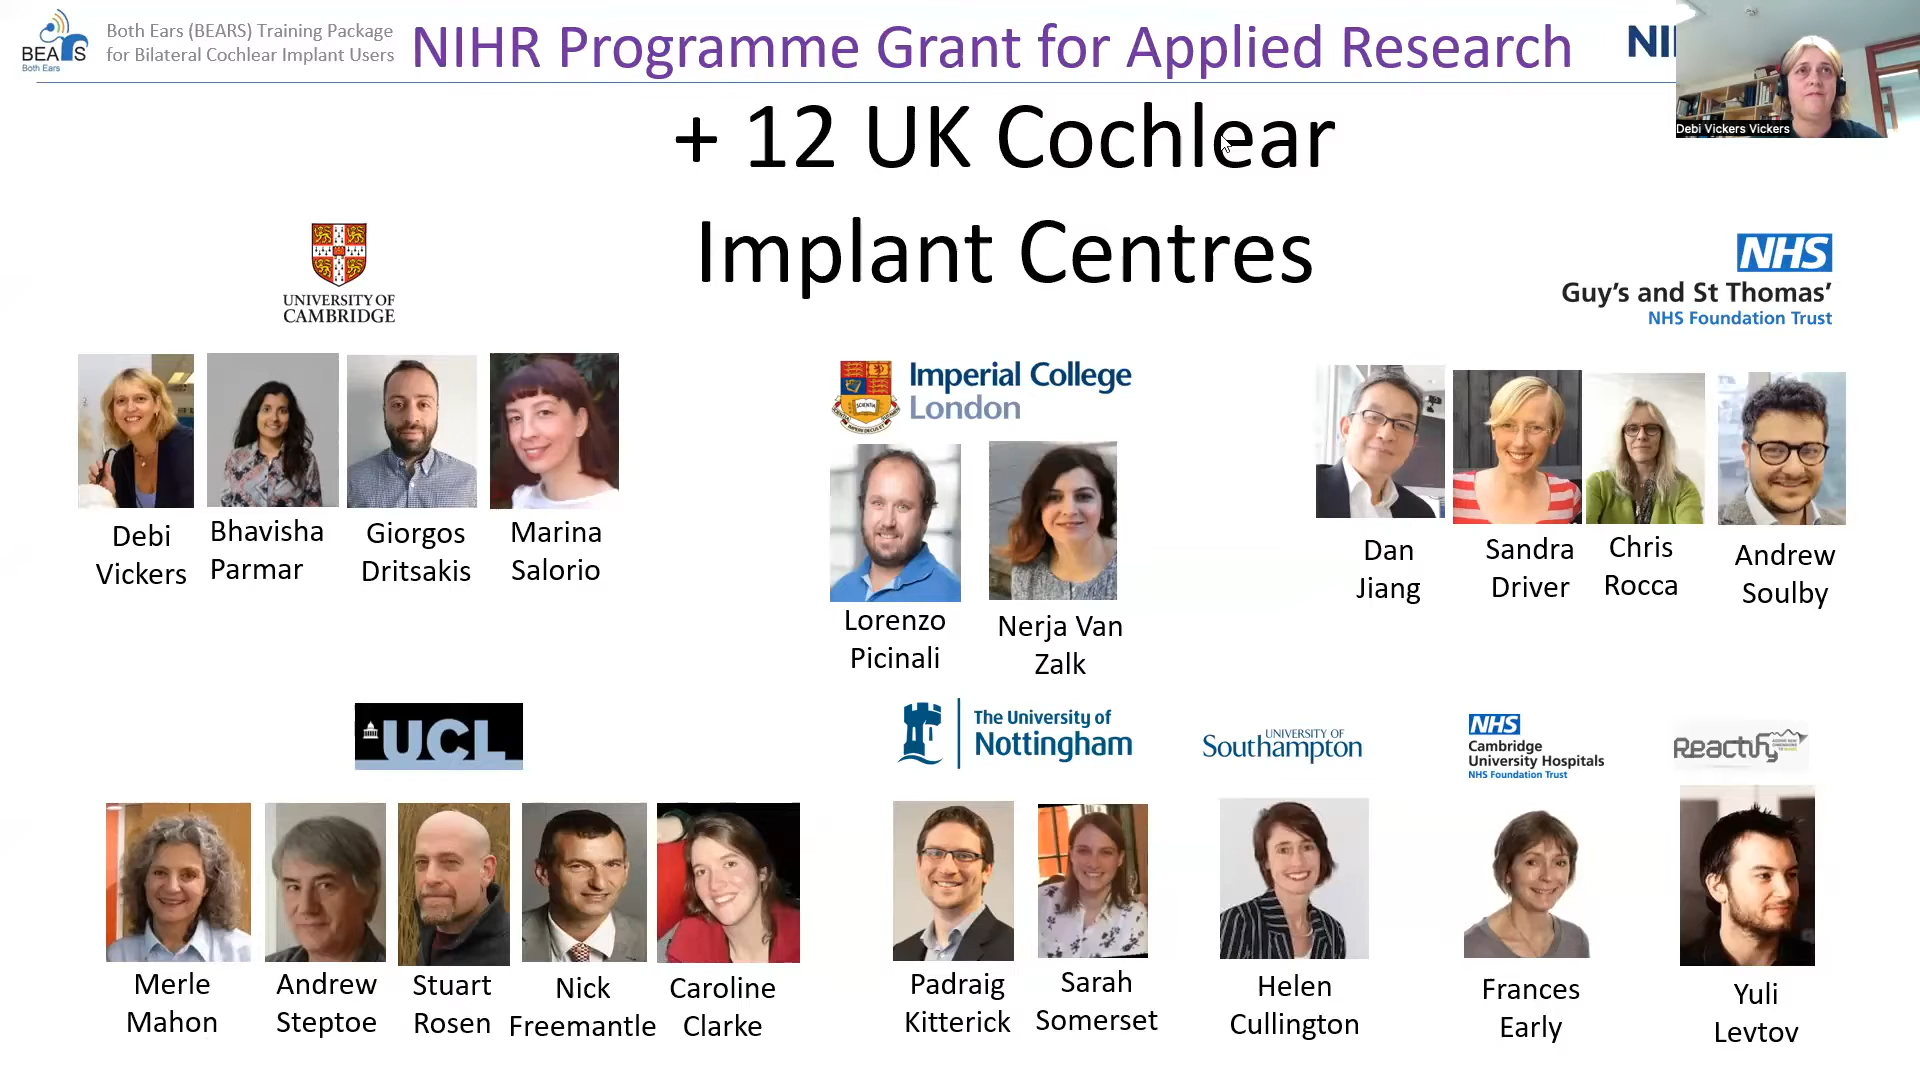 BEARS
Both Ears
Both Ears (BEARS) Training Package
for Bilateral Cochlear Implant Users
NIHR Programme Grant for Applied Research
NI
Debi Vickers Vickers
+ 12 UK Cochlear
Implant Centres
UNIVERSITY OF
CAMBRIDGE
Debi
Vickers
Bhavisha
Parmar
Giorgos
Dritsakis
Marina
Salorio
Imperial College
London
Lorenzo
Picinali
Nerja Van
Zalk
NHS
Guy's and St Thomas'
NHS Foundation Trust
Dan
Jiang
Sandra
Driver
Chris
Rocca
Andrew
Soulby
UCL
Merle
Mahon
Andrew
Steptoe
Stuart
Rosen
Nick
Freemantle
Caroline
Clarke
The University of
Nottingham
Padraig
Kitterick
Sarah
Somerset
UNIVERSITY OF
Southampton
Helen
Cullington
NHS
Cambridge
University Hospitals
NHS Foundation Trust
Frances
Early
Reactify
Yuli
Levtov